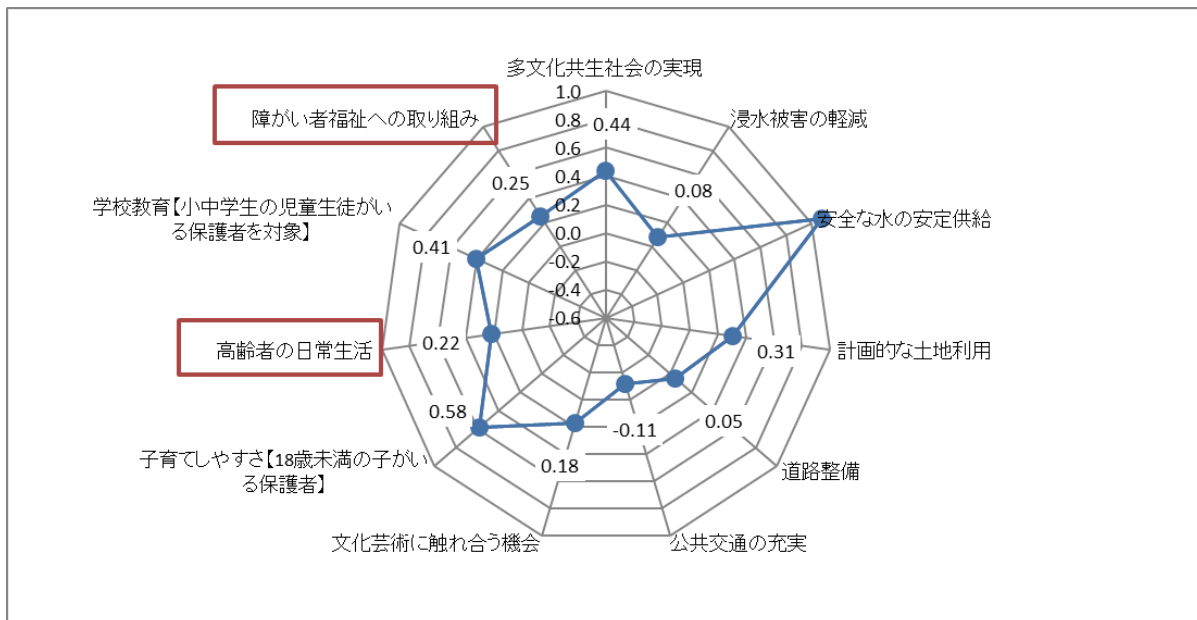 多文化共生社会の実現
1.0
障がい者福祉への取り組み
浸水被害の軽減
0.8
0.44
0.6
0.25
0.4
0.08
学校教育【小中学生の児童生徒がい
る保護者を対象】
0.2
安全な水の安定供給
0.41
0.0
-0.2
-0.4
-0.6
高齢者の日常生活
0.22
0.31
計画的な土地利用
0.58
0.05
-0.11
子育てしやすさ【18歳未満の子がい
る保護者】
0.18
道路整備
文化芸術に触れ合う機会
公共交通の充実